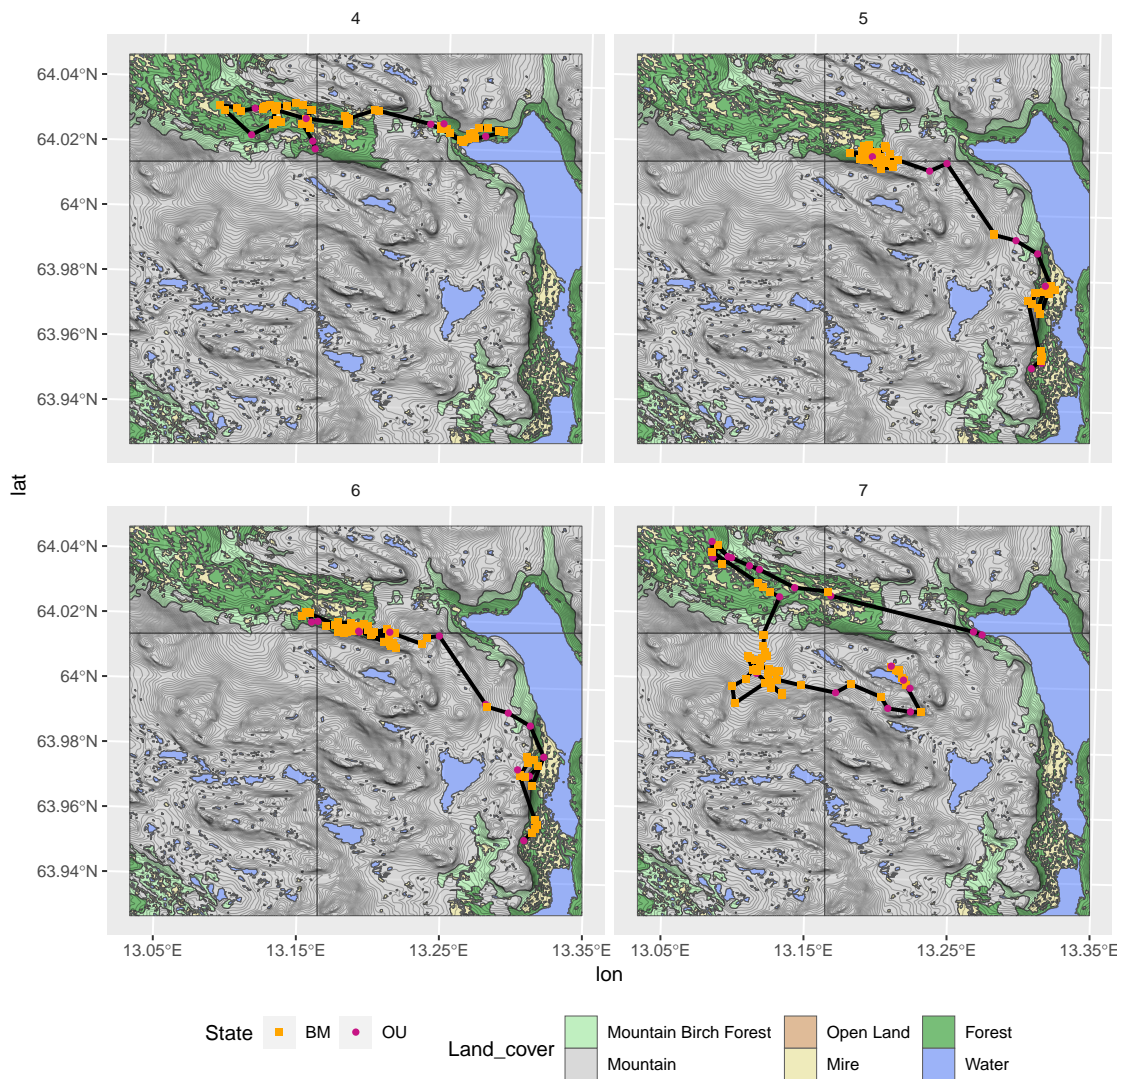 4
5
64.04°N
64.02°N
64°N
63.98°N
63.96°N
63.94°N
6
7
64.04°N
64.02°N
64°N
63.98°N
63.96°N
63.94°N
lat
13.05°E
13.15°E
13.25°E
13.35°E
13.05°E
13.15°E
13.25°E
13.35°E
lon
State
BM
OU
Land_cover
Mountain Birch Forest
Mountain
Open Land
Mire
Forest
Water